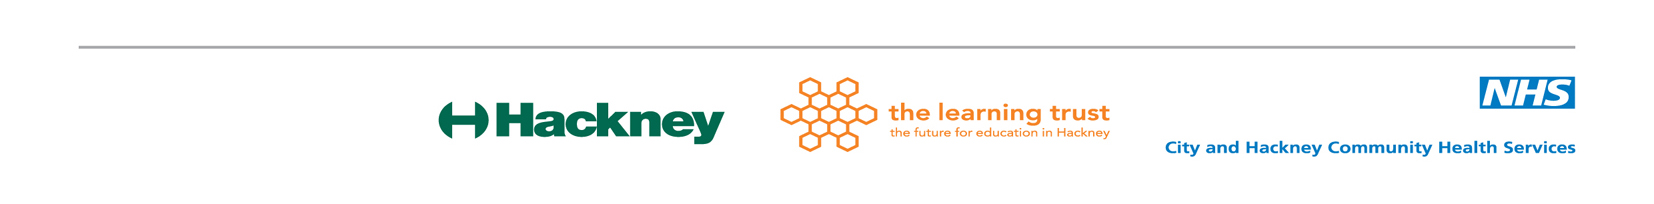 Hackney
the learning trust
the future for education in Hackney
NHS
City and Hackney Community Health Services